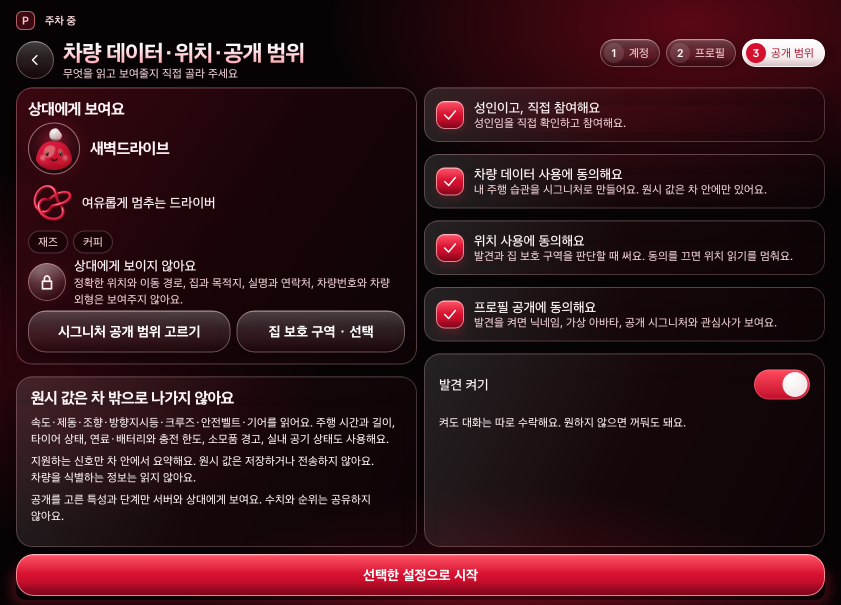 P 주차 중
차량 데이터·위치·공개 범위
무엇을 읽고 보여줄지 직접 골라 주세요
1 계정
2 프로필
3 공개 범위
상대에게 보여요
새벽드라이브
여유롭게 멈추는 드라이버
재즈
커피
상대에게 보이지 않아요
정확한 위치와 이동 경로, 집과 목적지, 실명과 연락처, 차량번호와 차량
외형은 보여주지 않아요.
시그니처 공개 범위 고르기
집 보호 구역 · 선택
원시 값은 차 밖으로 나가지 않아요
속도·제동·조향·방향지시등·크루즈·안전벨트·기어를 읽어요. 주행 시간과 길이,
타이어 상태, 연료·배터리와 충전 한도, 소모품 경고, 실내 공기 상태도 사용해요.
지원하는 신호만 차 안에서 요약해요. 원시 값은 저장하거나 전송하지 않아요.
차량을 식별하는 정보는 읽지 않아요.
공개를 고른 특성과 단계만 서버와 상대에게 보여요. 수치와 순위는 공유하지
않아요.
성인이고, 직접 참여해요
성인임을 직접 확인하고 참여해요.
차량 데이터 사용에 동의해요
내 주행 습관을 시그니처로 만들어요. 원시 값은 차 안에만 있어요.
위치 사용에 동의해요
발견과 집 보호 구역을 판단할 때 써요. 동의를 끄면 위치 읽기를 멈춰요.
프로필 공개에 동의해요
발견을 켜면 닉네임, 가상 아바타, 공개 시그니처와 관심사가 보여요.
발견 켜기
켜도 대화는 따로 수락해요. 원하지 않으면 꺼둬도 돼요.
선택한 설정으로 시작